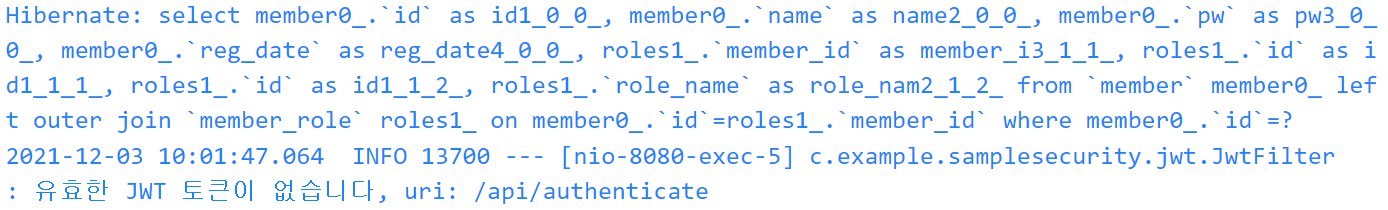 Hibernate: select member0_.`id` as id1_0_0_, member0_.`name` as name2_0_0_, member0_.`pw` as pw3_0_
0_, member0_.`reg_date` as reg_date4_0_0_, roles1_.`member_id` as member_i3_1_1_, roles1_.`id` as i
d1_1_1_, roles1_.`id` as id1_1_2_, roles1_.`role_name` as role_nam2_1_2_ from `member` member0_ lef
t outer join `member_role` roles1_ on member0_.`id`=roles1_.`member_id` where member0_.`id`=?
2021-12-03 10:01:47.064  INFO 13700 --- [nio-8080-exec-5] c.example.samplesecurity.jwt.JwtFilter
: 유효한 JWT 토큰이 없습니다, uri: /api/authenticate